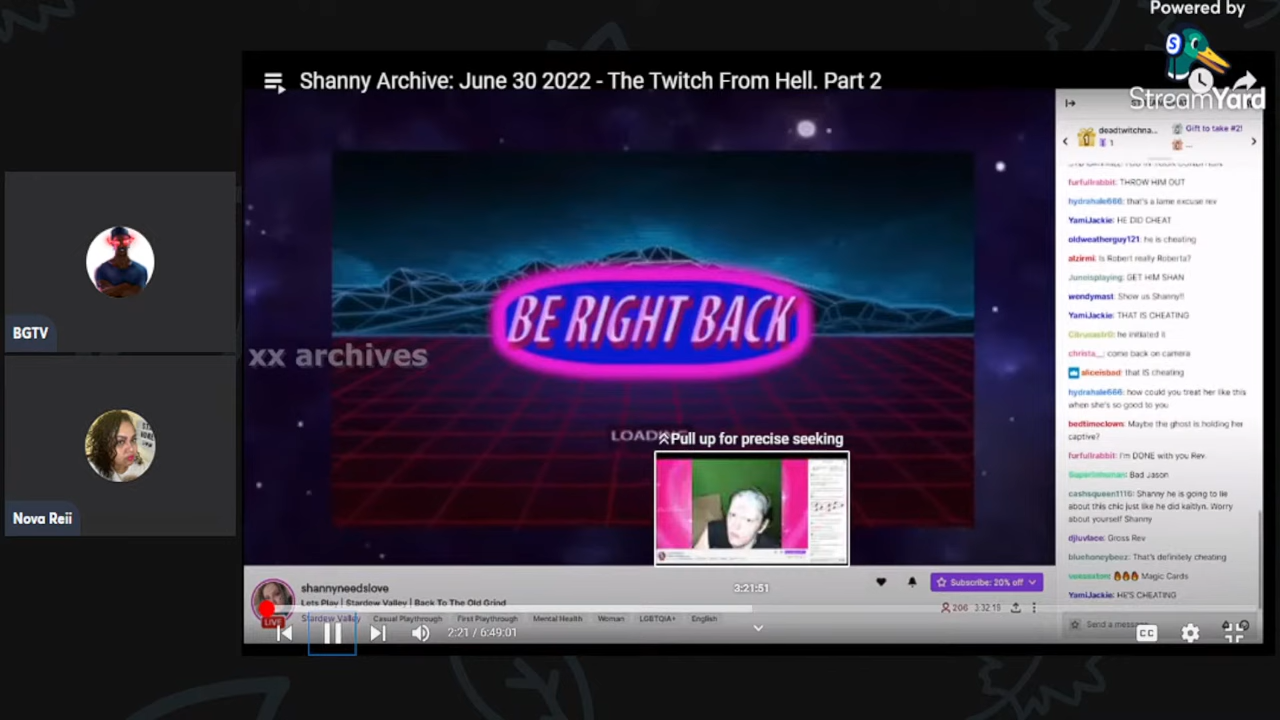 Powered by
StreamYard
Shanny Archive: June 30 2022 - The Twitch From Hell. Part 2
deadtwitchna...
1
Gift to take #2!
furfullrabbit: THROW HIM OUT
hydrahale666: that's a lame excuse rev
YamiJackie: HE DID CHEAT
oldweatherguy121: he is cheating
alzirmi: Is Robert really Roberta?
Juneisplaying: GET HIM SHAN
wendymast: Show us Shanny!!
YamiJackie: THAT IS CHEATING
he initiated it
christa__: come back on camera
aliceisbad: that IS cheating
hydrahale666: how could you treat her like this
when she's so good to you
bedtimeclown: Maybe the ghost is holding her
captive?
furfullrabbit: I'm DONE with you Rev.
Bad Jason
cashsqueen1116: Shanny he is going to lie
about this chic just like he did kaitlyn. Worry
about yourself Shanny
djluvlace: Gross Rev
bluehoneybeez: That's definitely cheating
Magic Cards
YamiJackie: HE'S CHEATING
Send a mess
BE RIGHT BACK
xx archives
LOADIN
Pull up for precise seeking
BGTV
Nova Reii
3:21:51
shannyneedslove
Lets Play | Stardew Valley | Back To The Old Grind
Subscribe: 20% off
206
3:32:15
LIVE
Stardew Valley
Casual Playthrough
First Playthrough
Mental Health
Woman
LGBTQIA+
English
2:21 / 6:49:01
CC